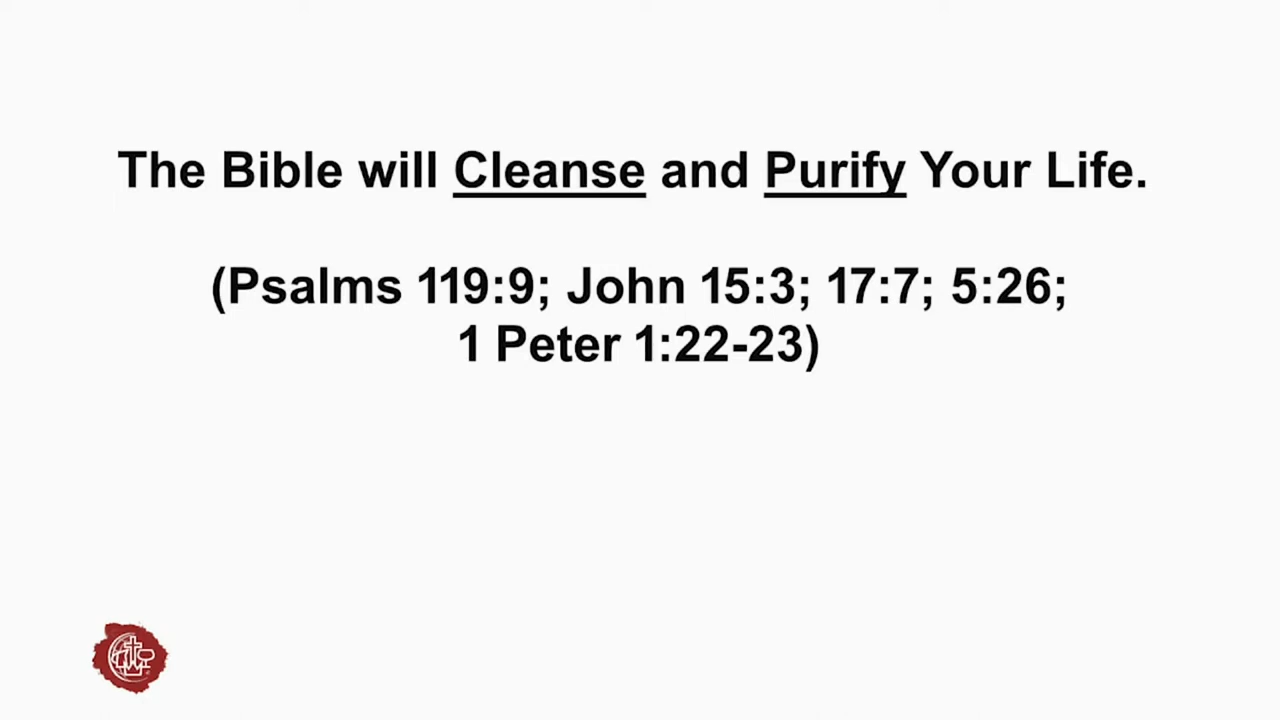 The Bible will Cleanse and Purify Your Life.
(Psalms 119:9; John 15:3; 17:7; 5:26;
1 Peter 1:22-23)